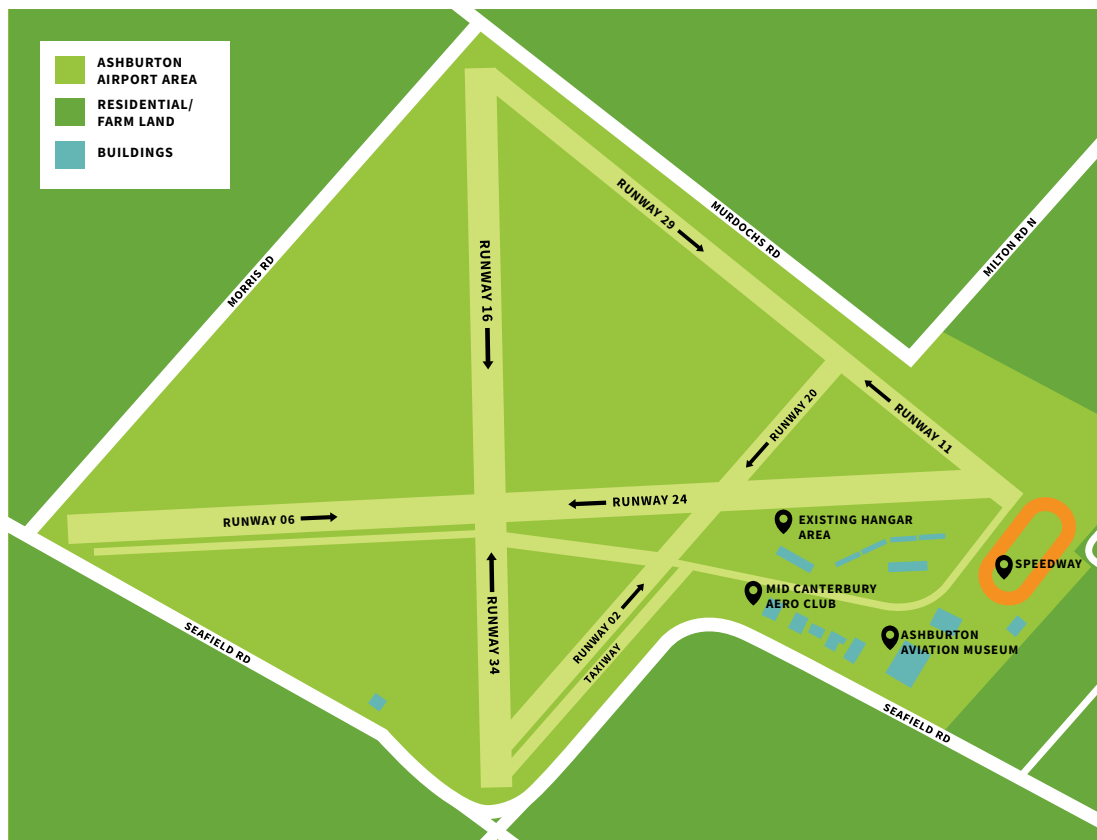 ASHBURTON
AIRPORT AREA
RESIDENTIAL/
FARM LAND
BUILDINGS
RUNWAY 29
MURDOCHS RD
MILTON RD N
MORRIS RD
RUNWAY 16
RUNWAY 20
RUNWAY 11
RUNWAY 24
RUNWAY 06
EXISTING HANGAR
AREA
SPEEDWAY
MID CANTERBURY
AERO CLUB
RUNWAY 34
RUNWAY 02
TAXIWAY
ASHBURTON
AVIATION MUSEUM
SEAFIELD RD
SEAFIELD RD